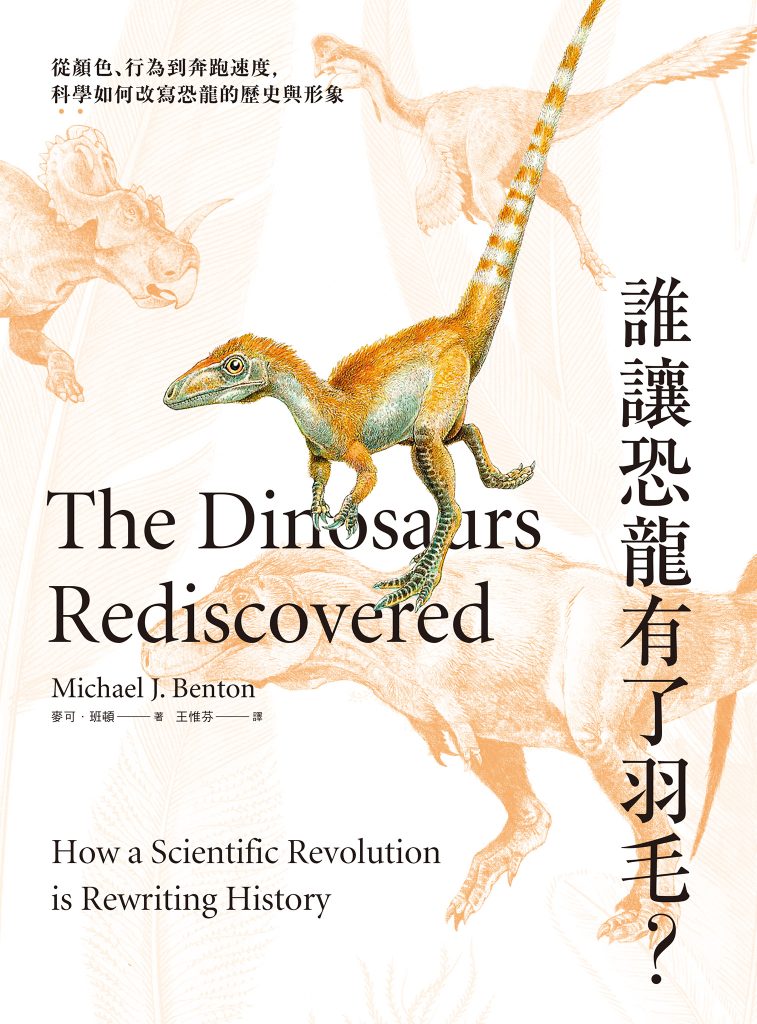 從顏色、行為到奔跑速度，
科學如何改寫恐龍的歷史與形象
誰讓恐龍有了羽毛？
The Dinosaurs
Rediscovered
Michael J. Benton
麥可．班頓——著 王惟芬——譯
How a Scientific Revolution
is Rewriting History